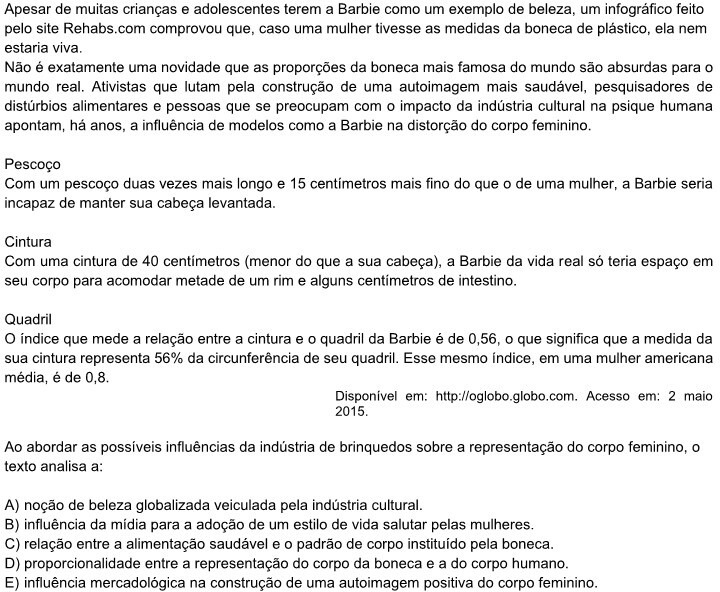 Apesar de muitas crianças e adolescentes terem a Barbie como um exemplo de beleza, um infográfico feito
pelo site Rehabs.com comprovou que, caso uma mulher tivesse as medidas da boneca de plástico, ela nem
estaria viva.
Não é exatamente uma novidade que as proporções da boneca mais famosa do mundo são absurdas para o
mundo real. Ativistas que lutam pela construção de uma autoimagem mais saudável, pesquisadores de
distúrbios alimentares e pessoas que se preocupam com o impacto da indústria cultural na psique humana
apontam, há anos, a influência de modelos como a Barbie na distorção do corpo feminino.
Pescoço
Com um pescoço duas vezes mais longo e 15 centímetros mais fino do que o de uma mulher, a Barbie seria
incapaz de manter sua cabeça levantada.
Cintura
Com uma cintura de 40 centímetros (menor do que a sua cabeça), a Barbie da vida real só teria espaço em
seu corpo para acomodar metade de um rim e alguns centímetros de intestino.
Quadril
O índice que mede a relação entre a cintura e o quadril da Barbie é de 0,56, o que significa que a medida da
sua cintura representa 56% da circunferência de seu quadril. Esse mesmo índice, em uma mulher americana
média, é de 0,8.
Disponível em: http://oglobo.globo.com. Acesso em: 2 maio
2015.
Ao abordar as possíveis influências da indústria de brinquedos sobre a representação do corpo feminino, o
texto analisa a:
A) noção de beleza globalizada veiculada pela indústria cultural.
B) influência da mídia para a adoção de um estilo de vida salutar pelas mulheres.
C) relação entre a alimentação saudável e o padrão de corpo instituído pela boneca.
D) proporcionalidade entre a representação do corpo da boneca e a do corpo humano.
E) influência mercadológica na construção de uma autoimagem positiva do corpo feminino.